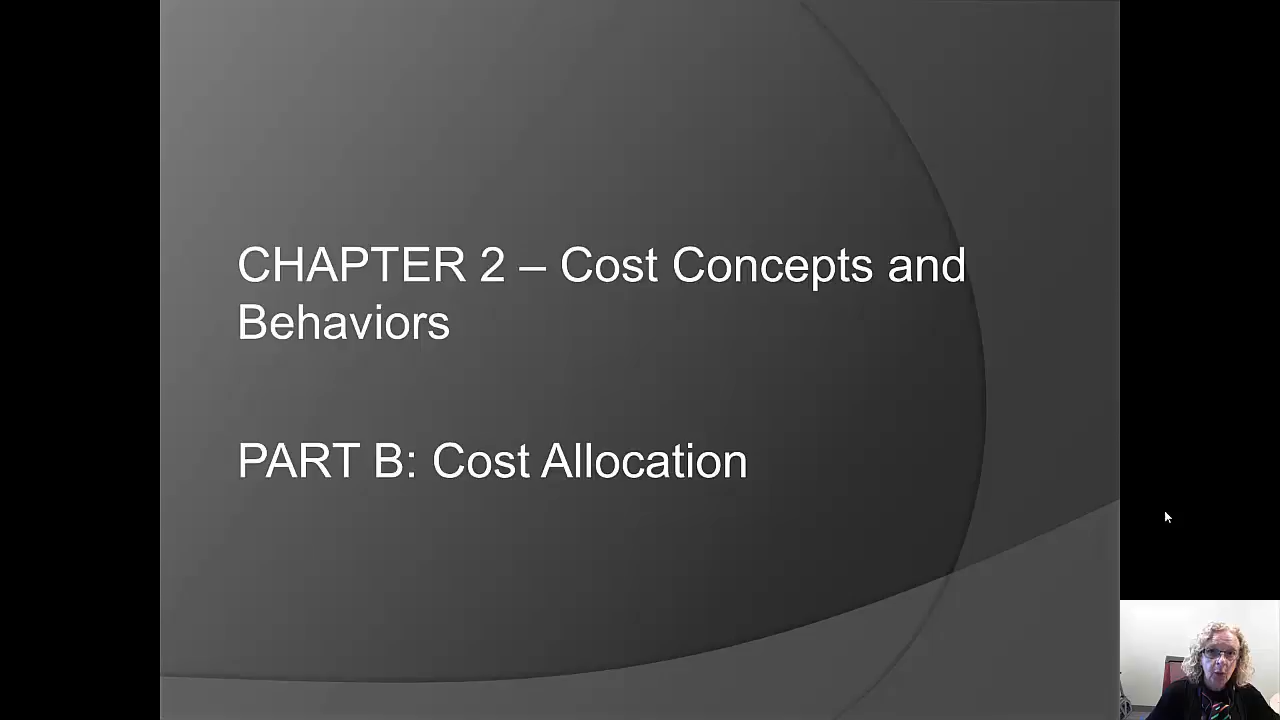 CHAPTER 2 – Cost Concepts and
Behaviors
PART B: Cost Allocation